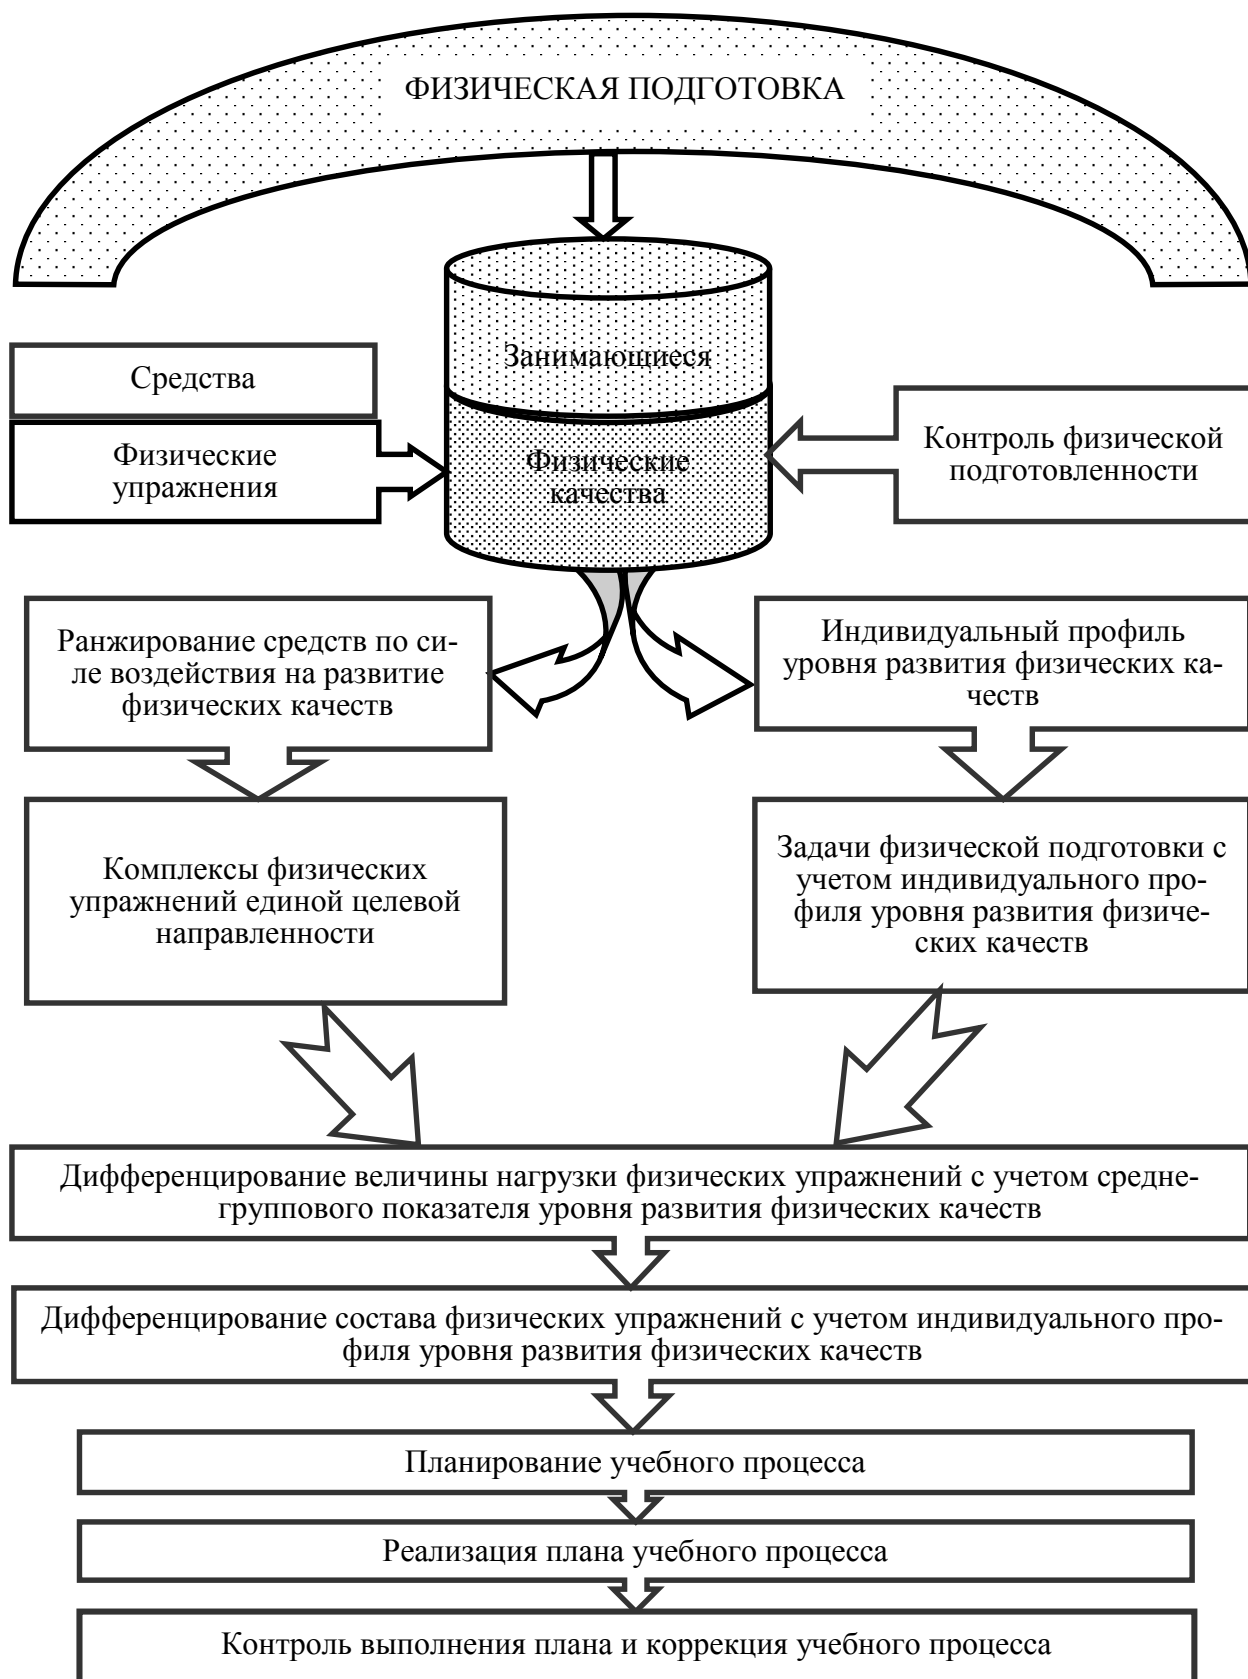 ФИЗИЧЕСКАЯ ПОДГОТОВКА
Занимающиеся
Средства
Физические
упражнения
Физические
качества
Контроль физической
подготовленности
Ранжирование средств по си-
ле воздействия на развитие
физических качеств
Индивидуальный профиль
уровня развития физических ка-
честв
Комплексы физических
упражнений единой целевой
направленности
Задачи физической подготовки с
учетом индивидуального про-
филя уровня развития физиче-
ских качеств
Дифференцирование величины нагрузки физических упражнений с учетом средне-
группового показателя уровня развития физических качеств
Дифференцирование состава физических упражнений с учетом индивидуального про-
филя уровня развития физических качеств
Планирование учебного процесса
Реализация плана учебного процесса
Контроль выполнения плана и коррекция учебного процесса